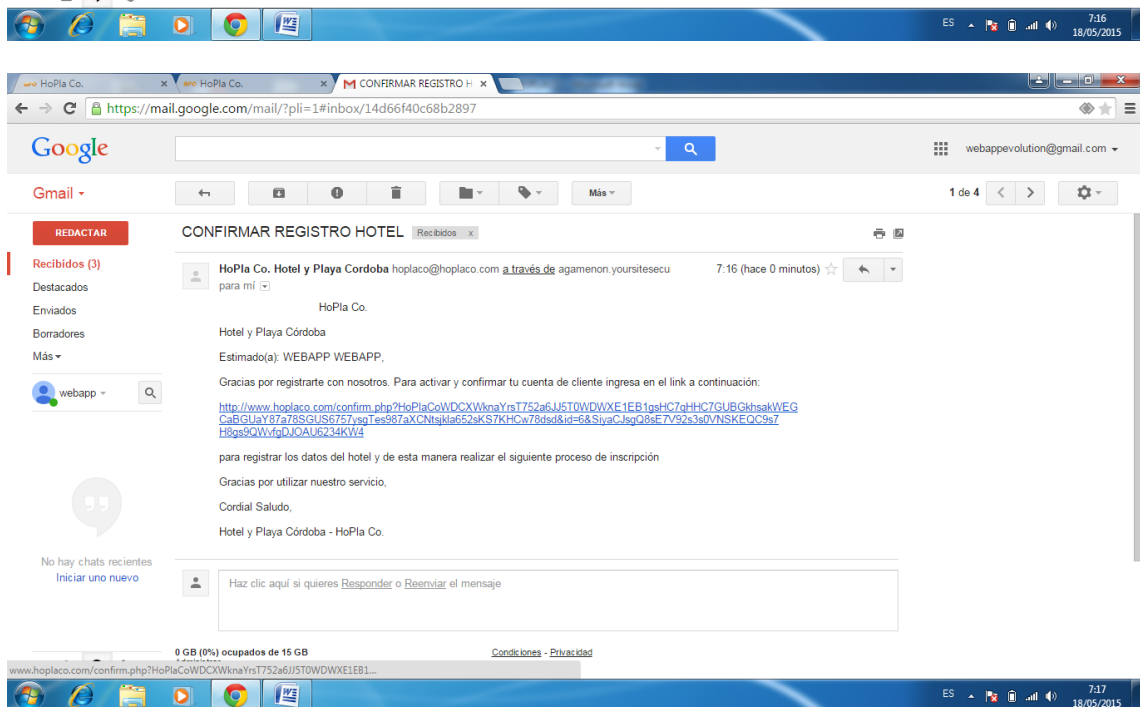 ES 7:16
18/05/2015
HoPla Co. x HoPla Co. x CONFIRMAR REGISTRO H x
https://mail.google.com/mail/?pli=1#inbox/14d66f40c68b2897
Google webappevolution@gmail.com
Gmail Más 1 de 4
REDACTAR CONFIRMAR REGISTRO HOTEL Recibidos x
Recibidos (3) HoPla Co. Hotel y Playa Cordoba hoplaco@hoplaco.com a través de agamenon.yoursitesecu 7:16 (hace 0 minutos)
Destacados para mí
Enviados HoPla Co.
Borradores Hotel y Playa Córdoba
Más Estimado(a): WEBAPP WEBAPP,
webapp Gracias por registrarte con nosotros. Para activar y confirmar tu cuenta de cliente ingresa en el link a continuación:
http://www.hoplaco.com/confirm.php?HoPlaCoWDCXWknaYrsT752a6JJ5T0WDWXE1EB1gsHC7qHHC7GUBGkhsakWEG
CaBGUaY87a78SGUS6757ysgTes987aXCNtsjkla652sKS7KHCw78dsd&id=6&SiyaCJsgQ8sE7V92s3s0VNSKEQC9s7
H8gs9QWvfgDJOAU6234KW4
para registrar los datos del hotel y de esta manera realizar el siguiente proceso de inscripción
Gracias por utilizar nuestro servicio,
Cordial Saludo,
Hotel y Playa Córdoba - HoPla Co.
No hay chats recientes
Iniciar uno nuevo
Haz clic aquí si quieres Responder o Reenviar el mensaje
0 GB (0%) ocupados de 15 GB Condiciones - Privacidad
www.hoplaco.com/confirm.php?HoPlaCoWDCXWknaYrsT752a6JJ5T0WDWXE1EB1...
ES 7:17
18/05/2015